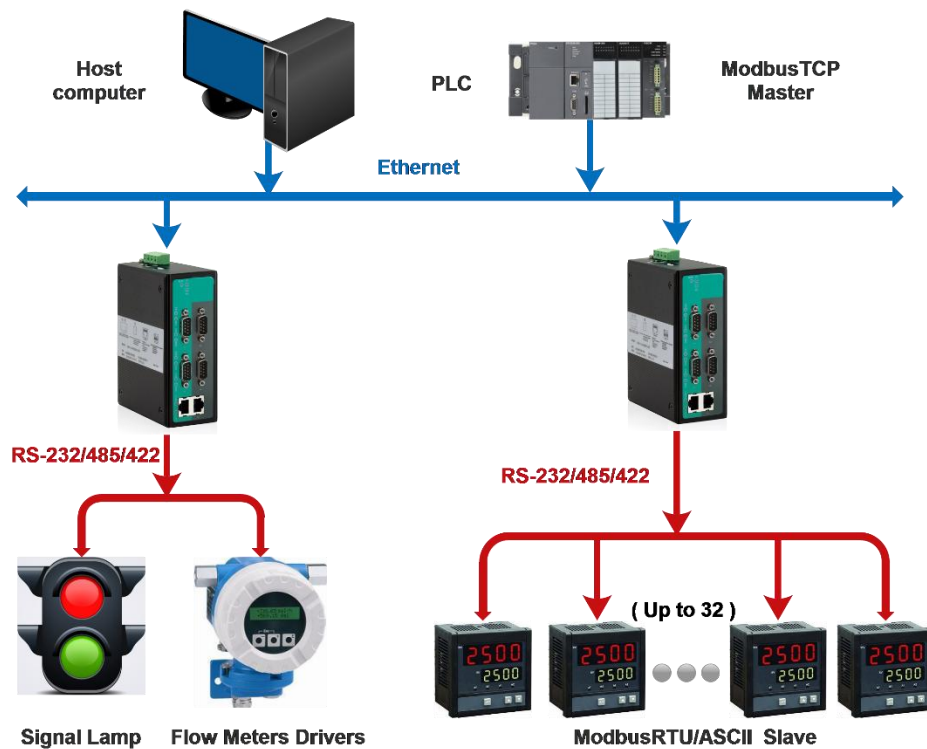 Host
computer
PLC
ModbusTCP
Master
Ethernet
RS-232/485/422
RS-232/485/422
( Up to 32 )
2500
2500
2500
2500
2500
2500
2500
2500
Signal Lamp
Flow Meters Drivers
ModbusRTU/ASCII Slave